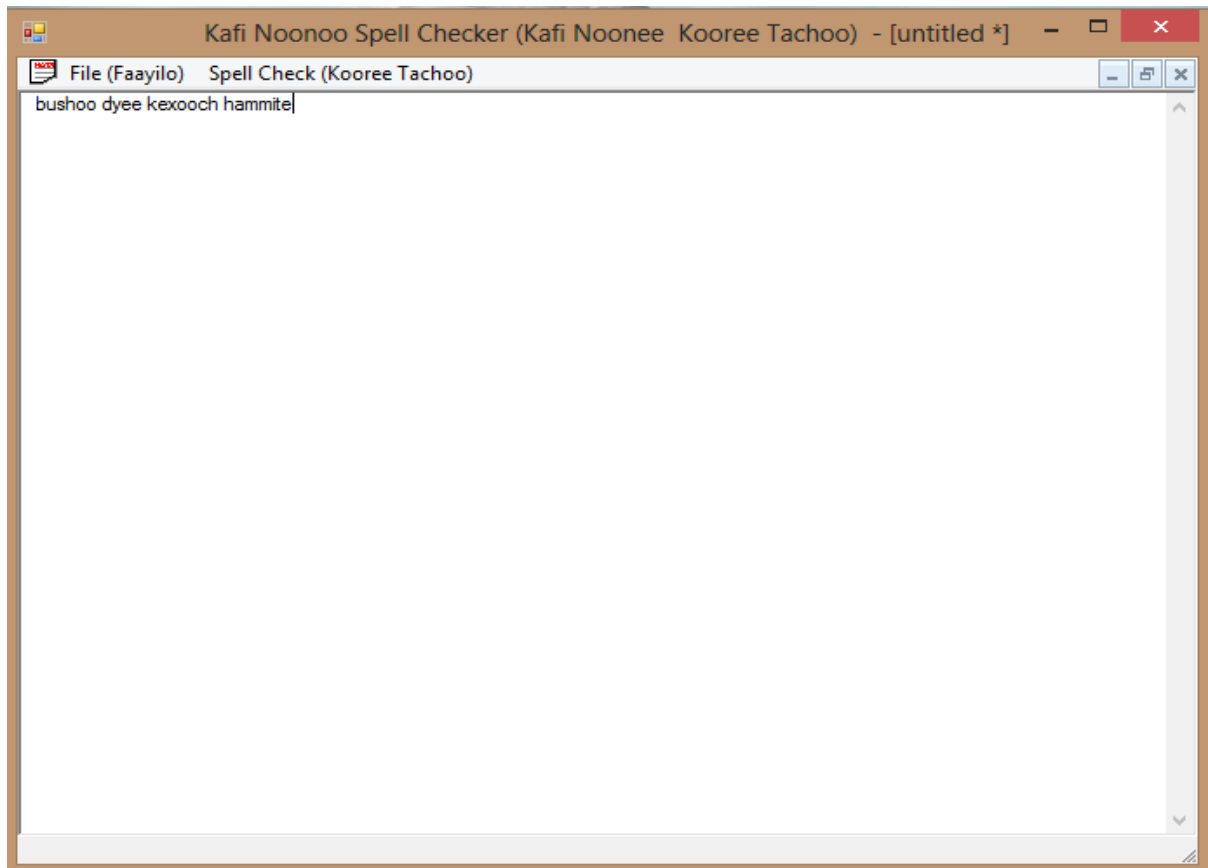 Kafi Noonoo Spell Checker (Kafi Noonee Kooree Tachoo) - [untitled *]
File (Faayilo) Spell Check (Kooree Tachoo)
bushoo dyee kexooch hammite